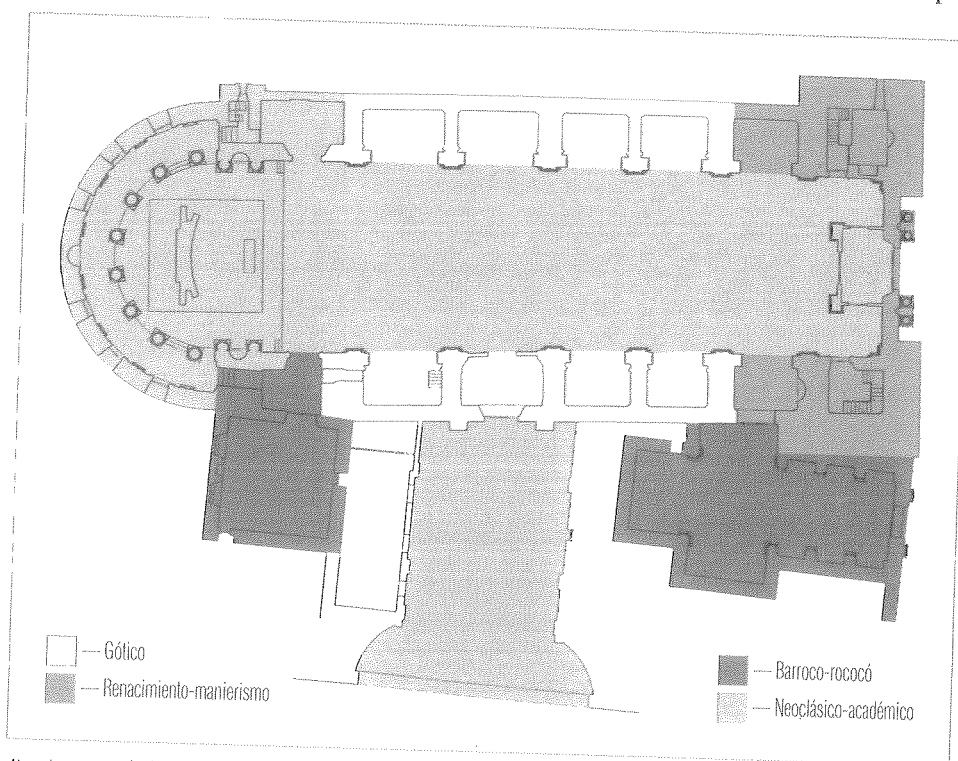 — Gótico
— Renacimiento-manierismo
— Barroco-rococó
— Neoclásico-académico